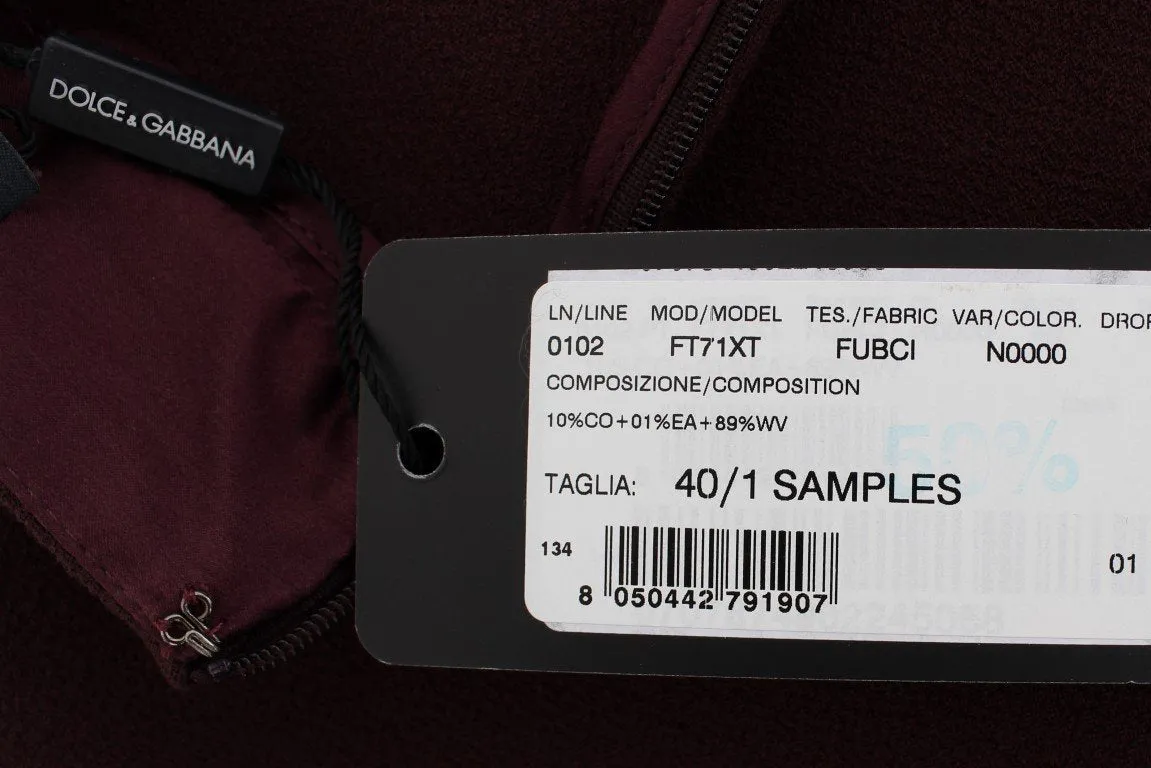 DOLCE & GABBANA
LN/LINE MOD/MODEL TES./FABRIC VAR/COLOR. DROP
0102 FT71XT FUBCI N0000
COMPOSIZIONE/COMPOSITION
10%CO+01%EA+89%WV
50%
TAGLIA: 40/1 SAMPLES
134
01
8 050442 791907